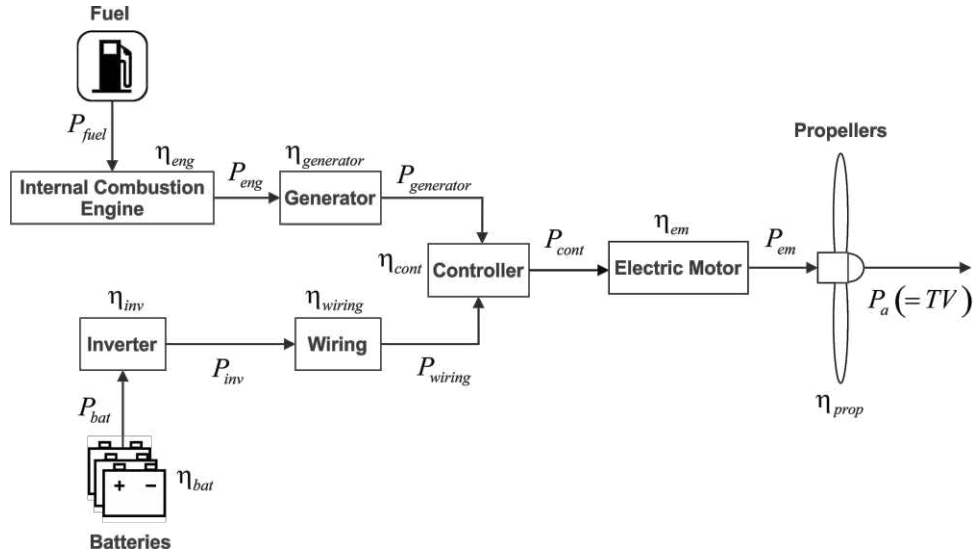 Fuel
P_fuel
η_eng
P_eng
η_generator
P_generator
Internal Combustion
Engine
Generator
Propellers
η_cont
Controller
P_cont
η_em
Electric Motor
P_em
P_a (= TV)
η_inv
η_wiring
Inverter
P_inv
Wiring
P_wiring
η_prop
P_bat
+ −
η_bat
Batteries